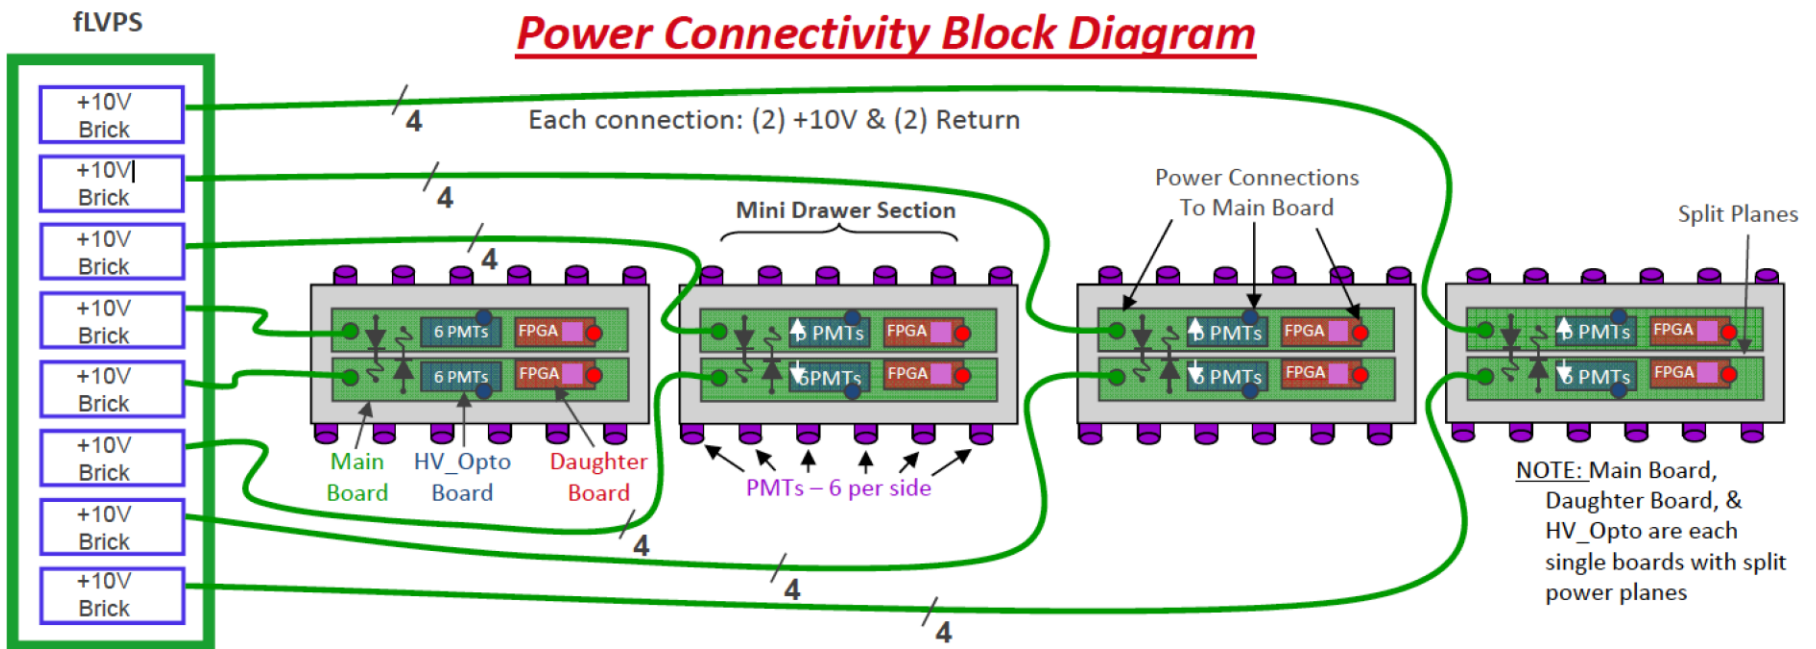 fLVPS
Power Connectivity Block Diagram
+10V
Brick
+10V
Brick
+10V
Brick
+10V
Brick
+10V
Brick
+10V
Brick
+10V
Brick
+10V
Brick
4
Each connection: (2) +10V & (2) Return
4
4
Mini Drawer Section
Power Connections
To Main Board
Split Planes
6 PMTs
FPGA
6 PMTs
FPGA
6 PMTs
FPGA
6PMTs
FPGA
6 PMTs
FPGA
6 PMTs
FPGA
6 PMTs
FPGA
6 PMTs
FPGA
Main
Board
HV_Opto
Board
Daughter
Board
PMTs – 6 per side
NOTE: Main Board,
Daughter Board, &
HV_Opto are each
single boards with split
power planes
4
4
4